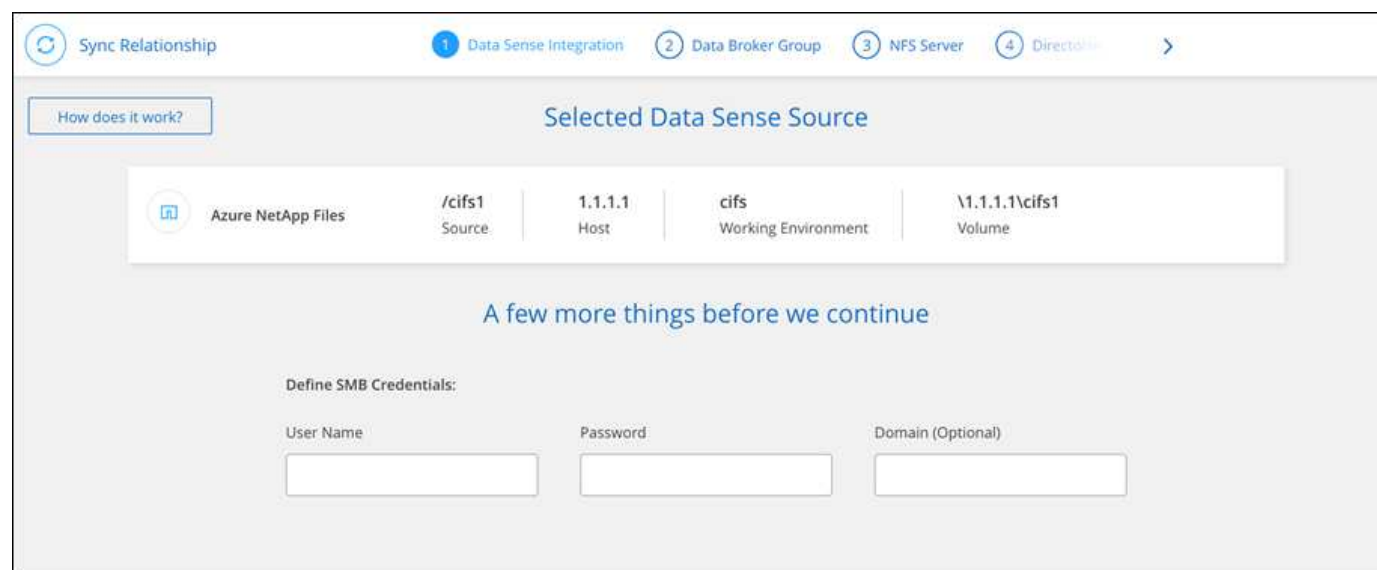 Sync Relationship
1 Data Sense Integration 2 Data Broker Group 3 NFS Server 4
How does it work?
Selected Data Sense Source
Azure NetApp Files
/cifs1 1.1.1.1 cifs \1.1.1.1\cifs1
Source Host Working Environment Volume
A few more things before we continue
Define SMB Credentials:
User Name Password Domain (Optional)